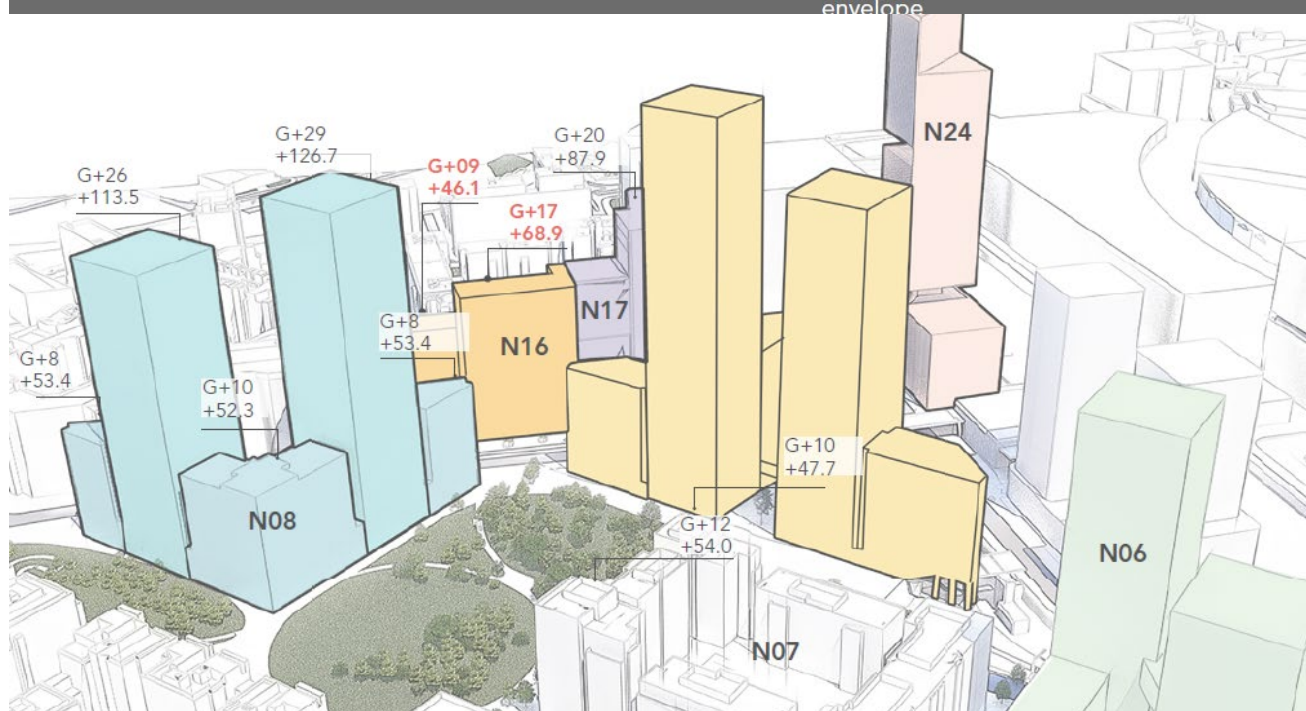 envelope
G+29
+126.7
G+20
+87.9
N24
G+09
+46.1
G+26
+113.5
G+17
+68.9
N17
G+8
+53.4
N16
G+8
+53.4
G+10
+52.3
G+10
+47.7
N08
G+12
+54.0
N06
N07